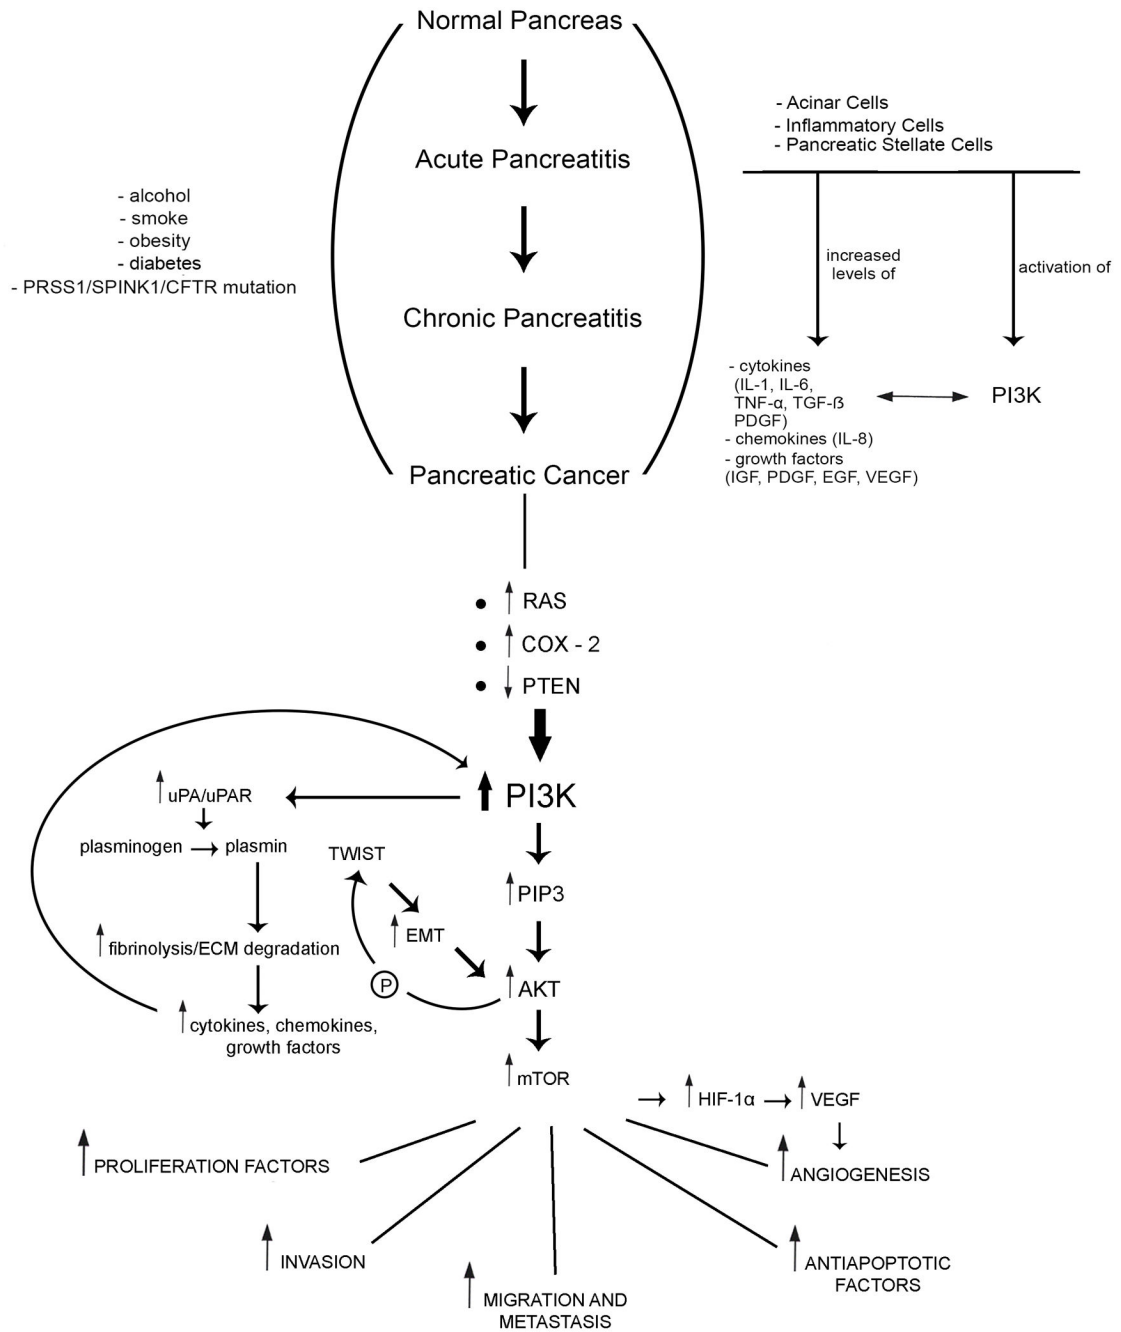 Normal Pancreas
Acute Pancreatitis
Chronic Pancreatitis
Pancreatic Cancer
- alcohol
- smoke
- obesity
- diabetes
- PRSS1/SPINK1/CFTR mutation
- Acinar Cells
- Inflammatory Cells
- Pancreatic Stellate Cells
increased
levels of
activation of
- cytokines
(IL-1, IL-6,
TNF-α, TGF-ß
PDGF)
- chemokines (IL-8)
- growth factors
(IGF, PDGF, EGF, VEGF)
PI3K
• ↑ RAS
• ↑ COX - 2
• ↓ PTEN
↑ PI3K
↑ uPA/uPAR
plasminogen → plasmin
↑ fibrinolysis/ECM degradation
↑ cytokines, chemokines,
growth factors
TWIST
↑ EMT
P
↑ PIP3
↑ AKT
↑ mTOR
→ ↑ HIF-1α → ↑ VEGF
↑ PROLIFERATION FACTORS
↑ INVASION
↑ MIGRATION AND
METASTASIS
↑ ANTIAPOPTOTIC
FACTORS
↑ ANGIOGENESIS